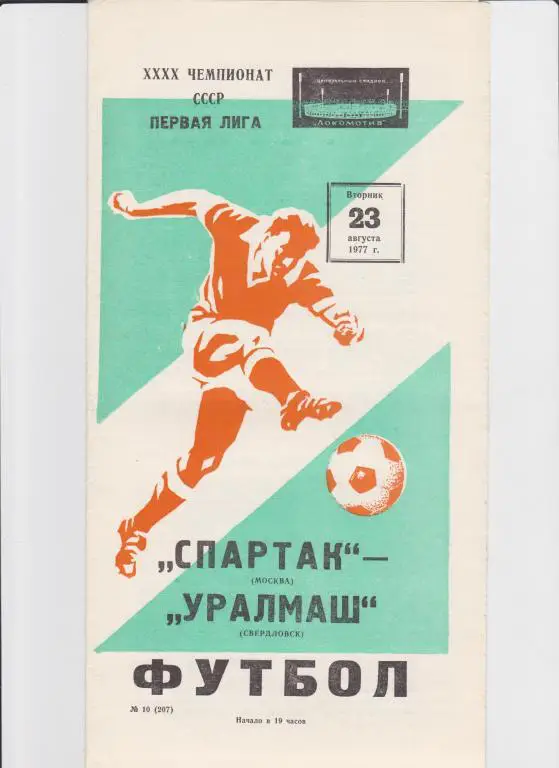 XXXX ЧЕМПИОНАТ
СССР
ПЕРВАЯ ЛИГА
ЦЕНТРАЛЬНЫЙ СТАДИОН
„ЛОКОМОТИВ"
Вторник
23
августа
1977 г.
„СПАРТАК" —
(МОСКВА)
„УРАЛМАШ"
(СВЕРДЛОВСК)
ФУТБОЛ
№ 10 (207)
Начало в 19 часов